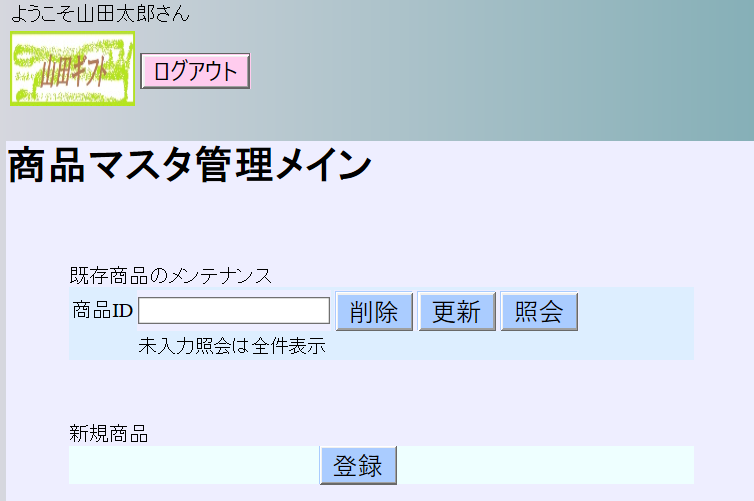 ようこそ山田太郎さん
山田ギフト ログアウト
商品マスタ管理メイン
既存商品のメンテナンス
商品ID 削除 更新 照会
未入力照会は全件表示
新規商品
登録